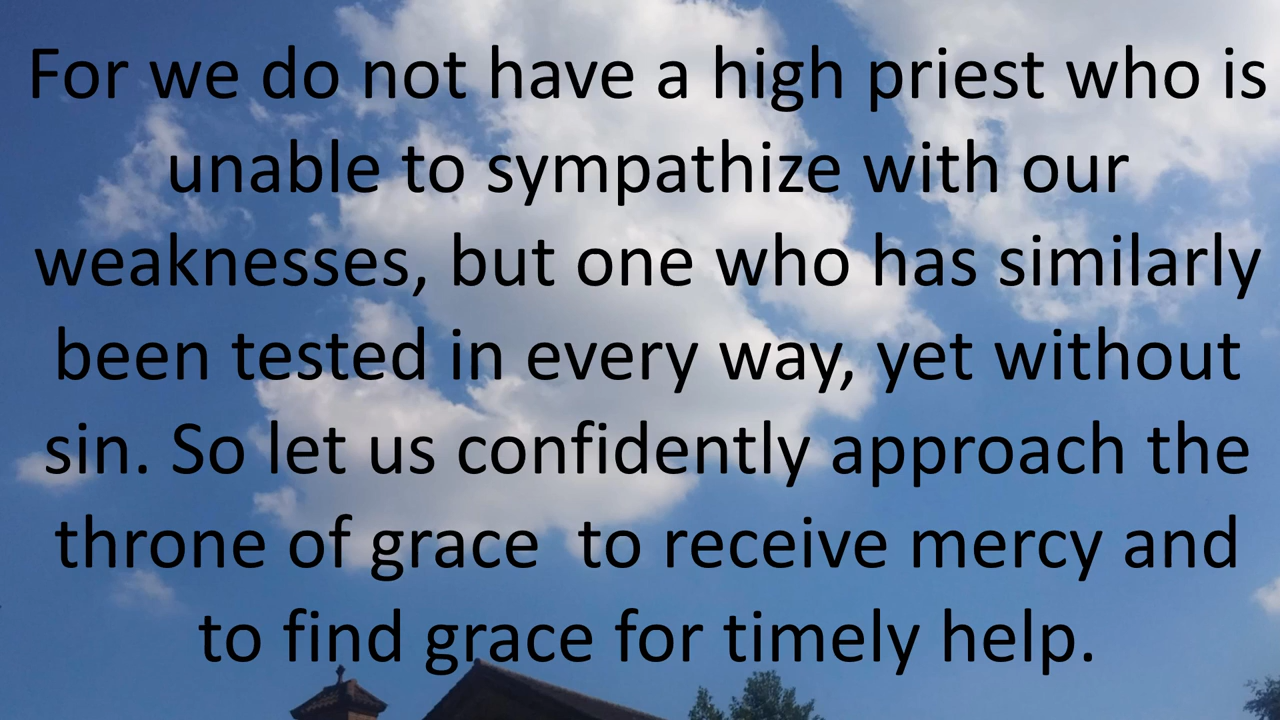 For we do not have a high priest who is
unable to sympathize with our
weaknesses, but one who has similarly
been tested in every way, yet without
sin. So let us confidently approach the
throne of grace  to receive mercy and
to find grace for timely help.